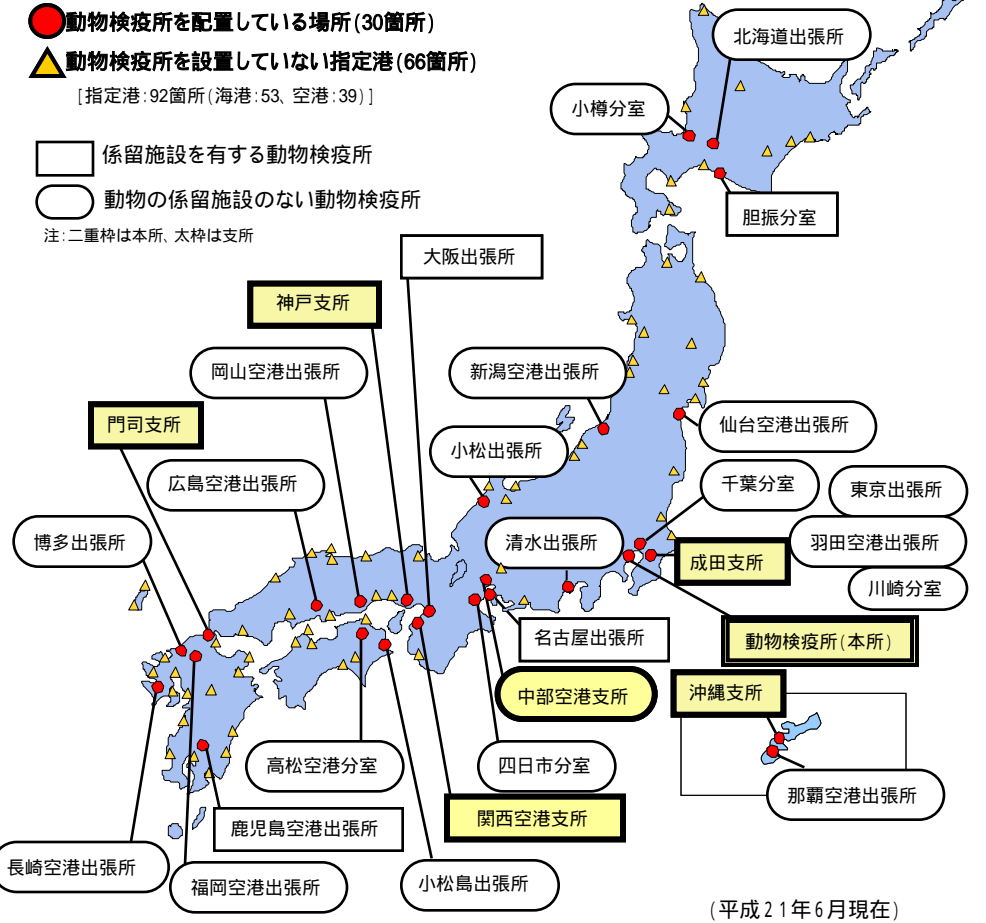 動物検疫所を配置している場所(30箇所)
動物検疫所を設置していない指定港(66箇所)
[指定港:92箇所(海港:53、空港:39)]
係留施設を有する動物検疫所
動物の係留施設のない動物検疫所
注:二重枠は本所、太枠は支所
北海道出張所
小樽分室
胆振分室
大阪出張所
神戸支所
岡山空港出張所
新潟空港出張所
門司支所
仙台空港出張所
小松出張所
広島空港出張所
千葉分室
東京出張所
博多出張所
清水出張所
羽田空港出張所
成田支所
川崎分室
名古屋出張所
動物検疫所(本所)
中部空港支所
沖縄支所
高松空港分室
四日市分室
那覇空港出張所
関西空港支所
鹿児島空港出張所
長崎空港出張所
福岡空港出張所
小松島出張所
(平成21年6月現在)